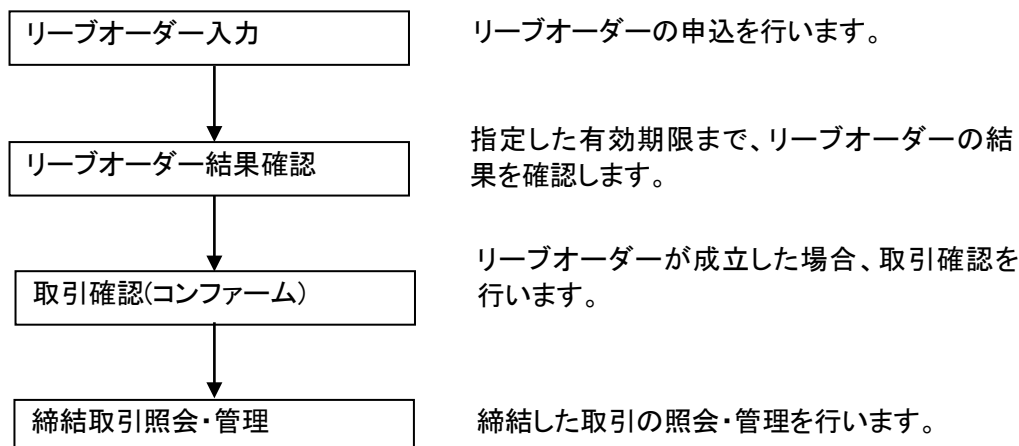 リーブオーダー入力
リーブオーダーの申込を行います。
リーブオーダー結果確認
指定した有効期限まで、リーブオーダーの結
果を確認します。
取引確認(コンファーム)
リーブオーダーが成立した場合、取引確認を
行います。
締結取引照会・管理
締結した取引の照会・管理を行います。